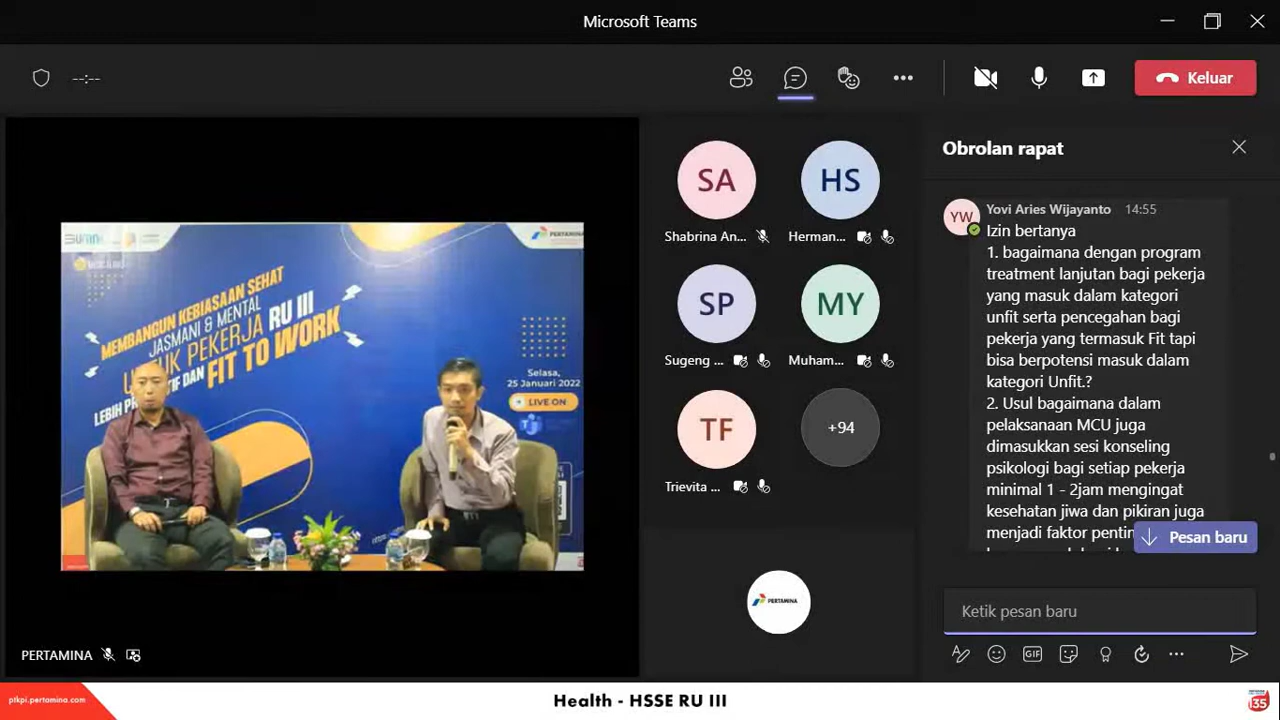 Microsoft Teams
--:--
Keluar
SA
HS
Shabrina An...
Herman...
SP
MY
Sugeng ...
Muham...
TF
+94
Trievita ...
PERTAMINA
PERTAMINA
MEMBANGUN KEBIASAAN SEHAT
JASMANI & MENTAL
UNTUK PEKERJA RU III
LEBIH
DAN FIT TO WORK
Selasa,
25 Januari 2022
LIVE ON
PERTAMINA
Obrolan rapat
YW
Yovi Aries Wijayanto 14:55
Izin bertanya
1. bagaimana dengan program
treatment lanjutan bagi pekerja
yang masuk dalam kategori
unfit serta pencegahan bagi
pekerja yang termasuk Fit tapi
bisa berpotensi masuk dalam
kategori Unfit.?
2. Usul bagaimana dalam
pelaksanaan MCU juga
dimasukkan sesi konseling
psikologi bagi setiap pekerja
minimal 1 - 2jam mengingat
kesehatan jiwa dan pikiran juga
menjadi faktor
Pesan baru
Ketik pesan baru
GIF
ptkpi.pertamina.com
Health - HSSE RU III
135